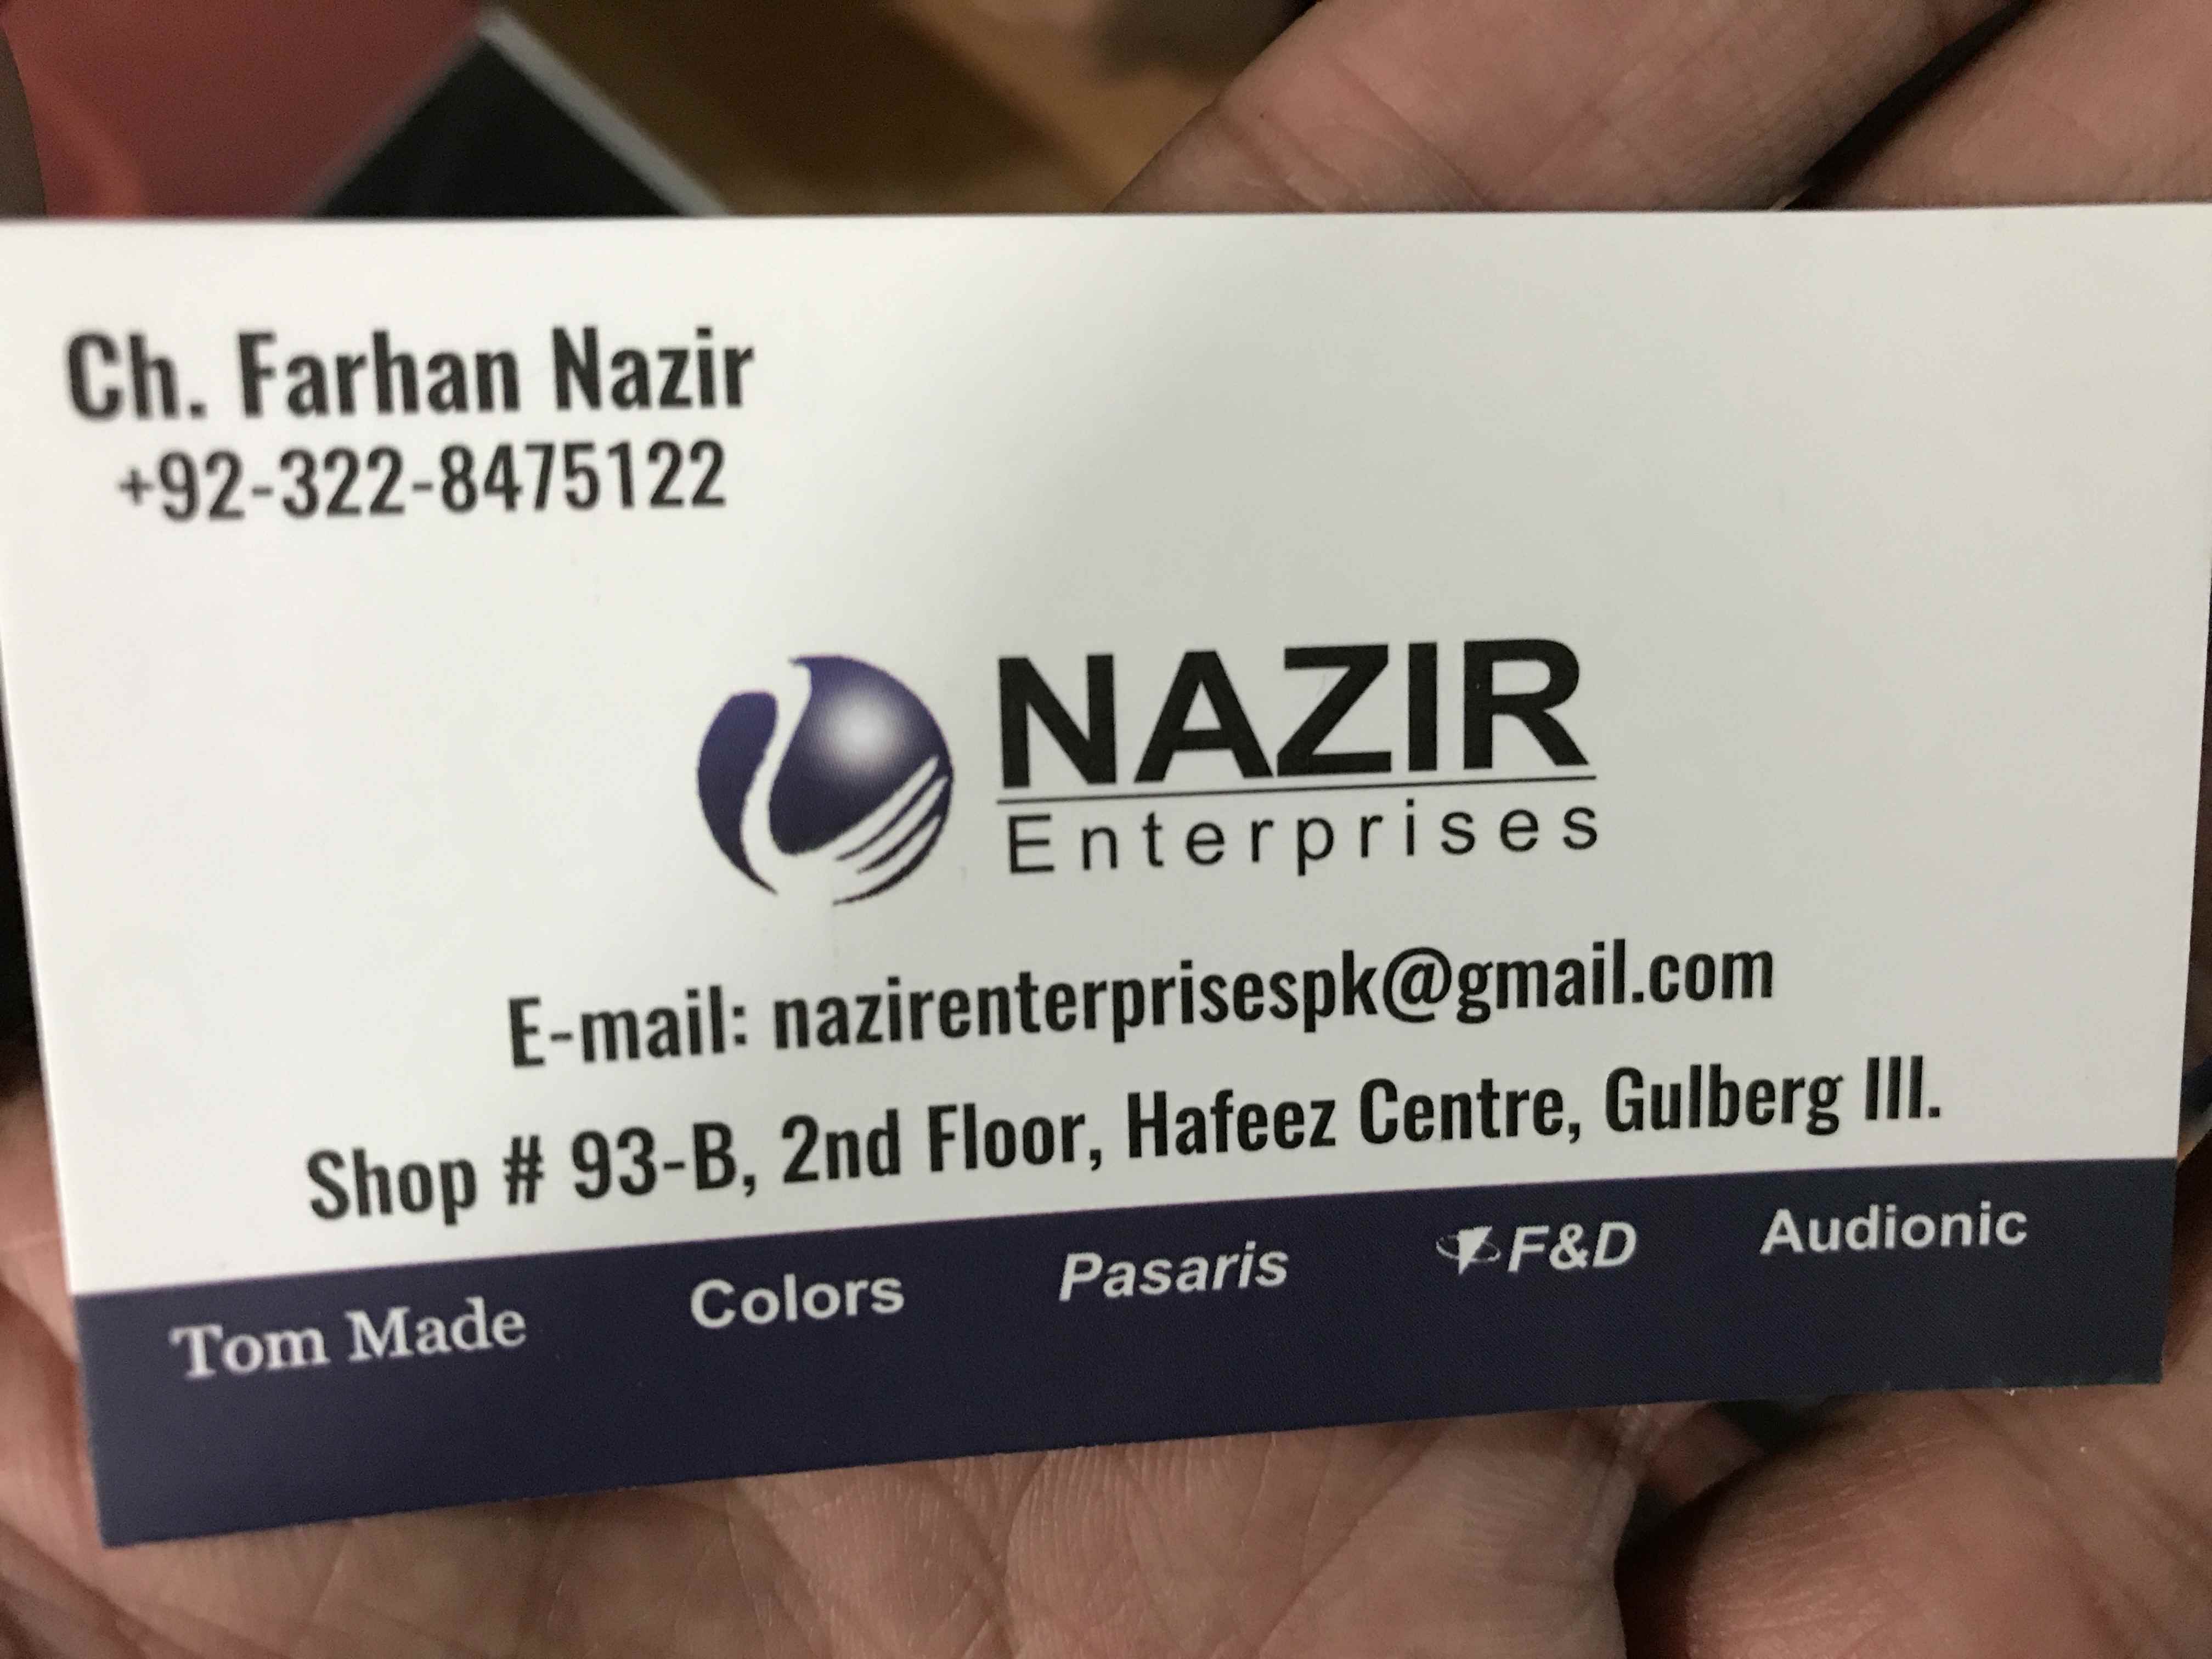 Ch. Farhan Nazir
+92-322-8475122
NAZIR
Enterprises
E-mail: nazirenterprisespk@gmail.com
Shop # 93-B, 2nd Floor, Hafeez Centre, Gulberg III.
Tom Made Colors Pasaris F&D Audionic